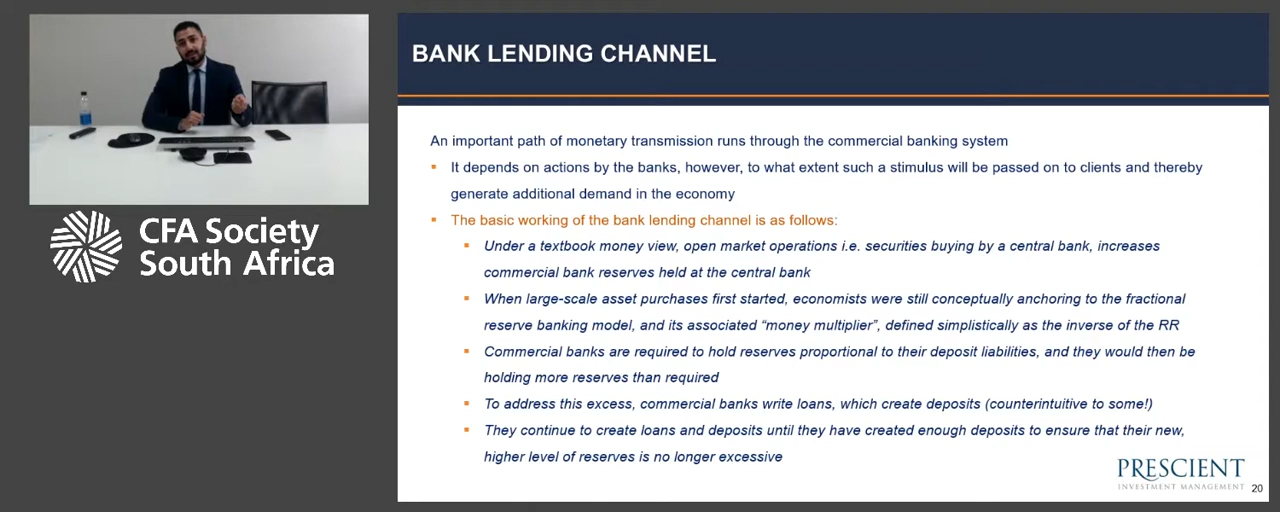 BANK LENDING CHANNEL
An important path of monetary transmission runs through the commercial banking system
▪ It depends on actions by the banks, however, to what extent such a stimulus will be passed on to clients and thereby
generate additional demand in the economy
▪ The basic working of the bank lending channel is as follows:
▪ Under a textbook money view, open market operations i.e. securities buying by a central bank, increases
commercial bank reserves held at the central bank
▪ When large-scale asset purchases first started, economists were still conceptually anchoring to the fractional
reserve banking model, and its associated “money multiplier”, defined simplistically as the inverse of the RR
▪ Commercial banks are required to hold reserves proportional to their deposit liabilities, and they would then be
holding more reserves than required
▪ To address this excess, commercial banks write loans, which create deposits (counterintuitive to some!)
▪ They continue to create loans and deposits until they have created enough deposits to ensure that their new,
higher level of reserves is no longer excessive
CFA Society
South Africa
PRESCIENT
INVESTMENT MANAGEMENT
20